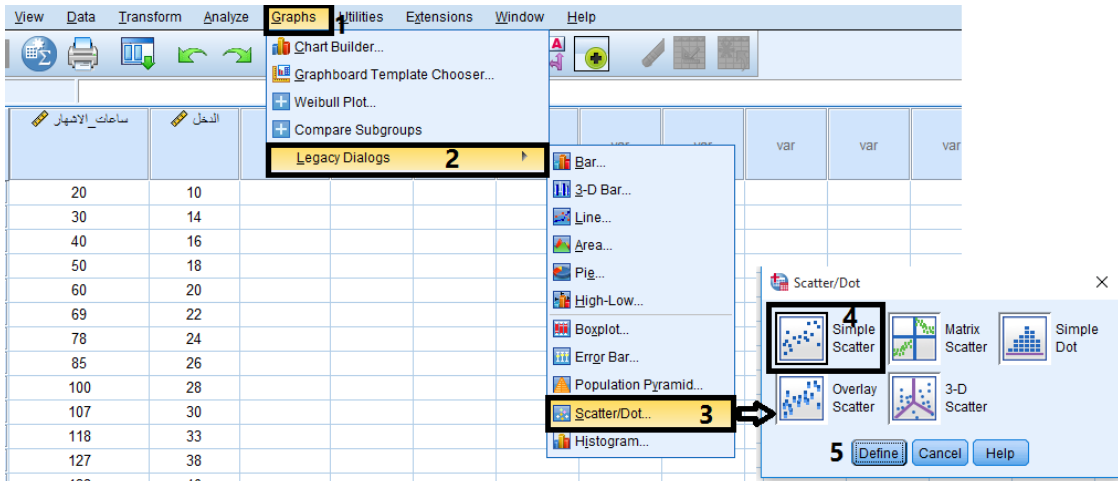 View Data Transform Analyze Graphs 1 Utilities Extensions Window Help
Chart Builder...
Graphboard Template Chooser...
Weibull Plot...
Compare Subgroups
Legacy Dialogs 2
ساعات_الاشهار الدخل var var var
Bar...
3-D Bar...
Line...
Area...
Pie...
High-Low...
Boxplot...
Error Bar...
Population Pyramid...
Scatter/Dot... 3
Histogram...
20 10
30 14
40 16
50 18
60 20
69 22
78 24
85 26
100 28
107 30
118 33
127 38
Scatter/Dot
4
Simple Scatter
Matrix Scatter
Simple Dot
Overlay Scatter
3-D Scatter
5 Define Cancel Help